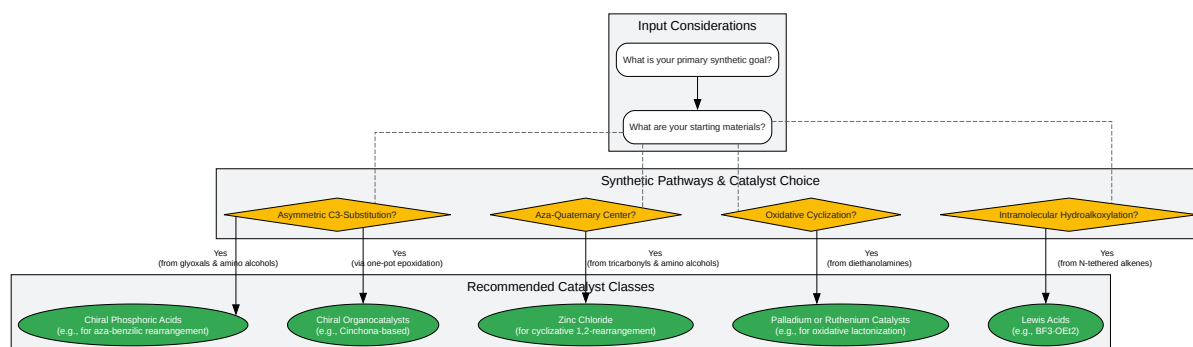 Input Considerations
What is your primary synthetic goal?
What are your starting materials?
Synthetic Pathways & Catalyst Choice
Asymmetric C3-Substitution?
Aza-Quaternary Center?
Oxidative Cyclization?
Intramolecular Hydroalkoxylation?
Yes
(from glyoxals & amino alcohols)
Yes
(via one-pot epoxidation)
Yes
(from tricarbonyls & amino alcohols)
Yes
(from diethanolamines)
Yes
(from N-tethered alkenes)
Recommended Catalyst Classes
Chiral Phosphoric Acids
(e.g., for aza-benzilic rearrangement)
Chiral Organocatalysts
(e.g., Cinchona-based)
Zinc Chloride
(for cyclizative 1,2-rearrangement)
Palladium or Ruthenium Catalysts
(e.g., for oxidative lactonization)
Lewis Acids
(e.g., BF3-OEt2)